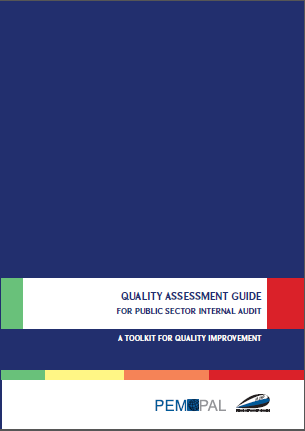 QUALITY ASSESSMENT GUIDE
FOR PUBLIC SECTOR INTERNAL AUDIT
A TOOLKIT FOR QUALITY IMPROVEMENT
PEMPAL